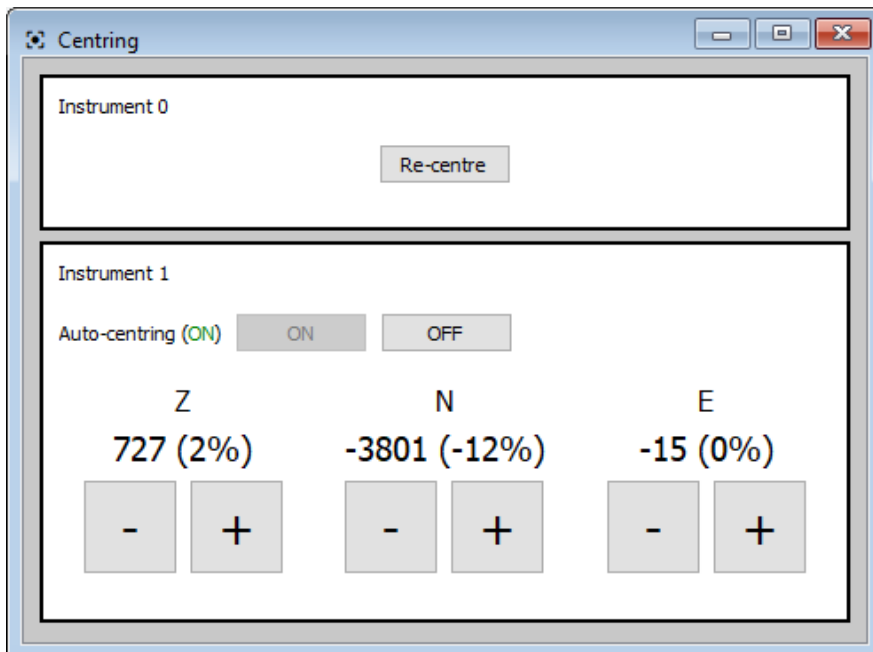 Centring
Instrument 0
Re-centre
Instrument 1
Auto-centring (ON) ON OFF
Z N E
727 (2%) -3801 (-12%) -15 (0%)
- + - + - +